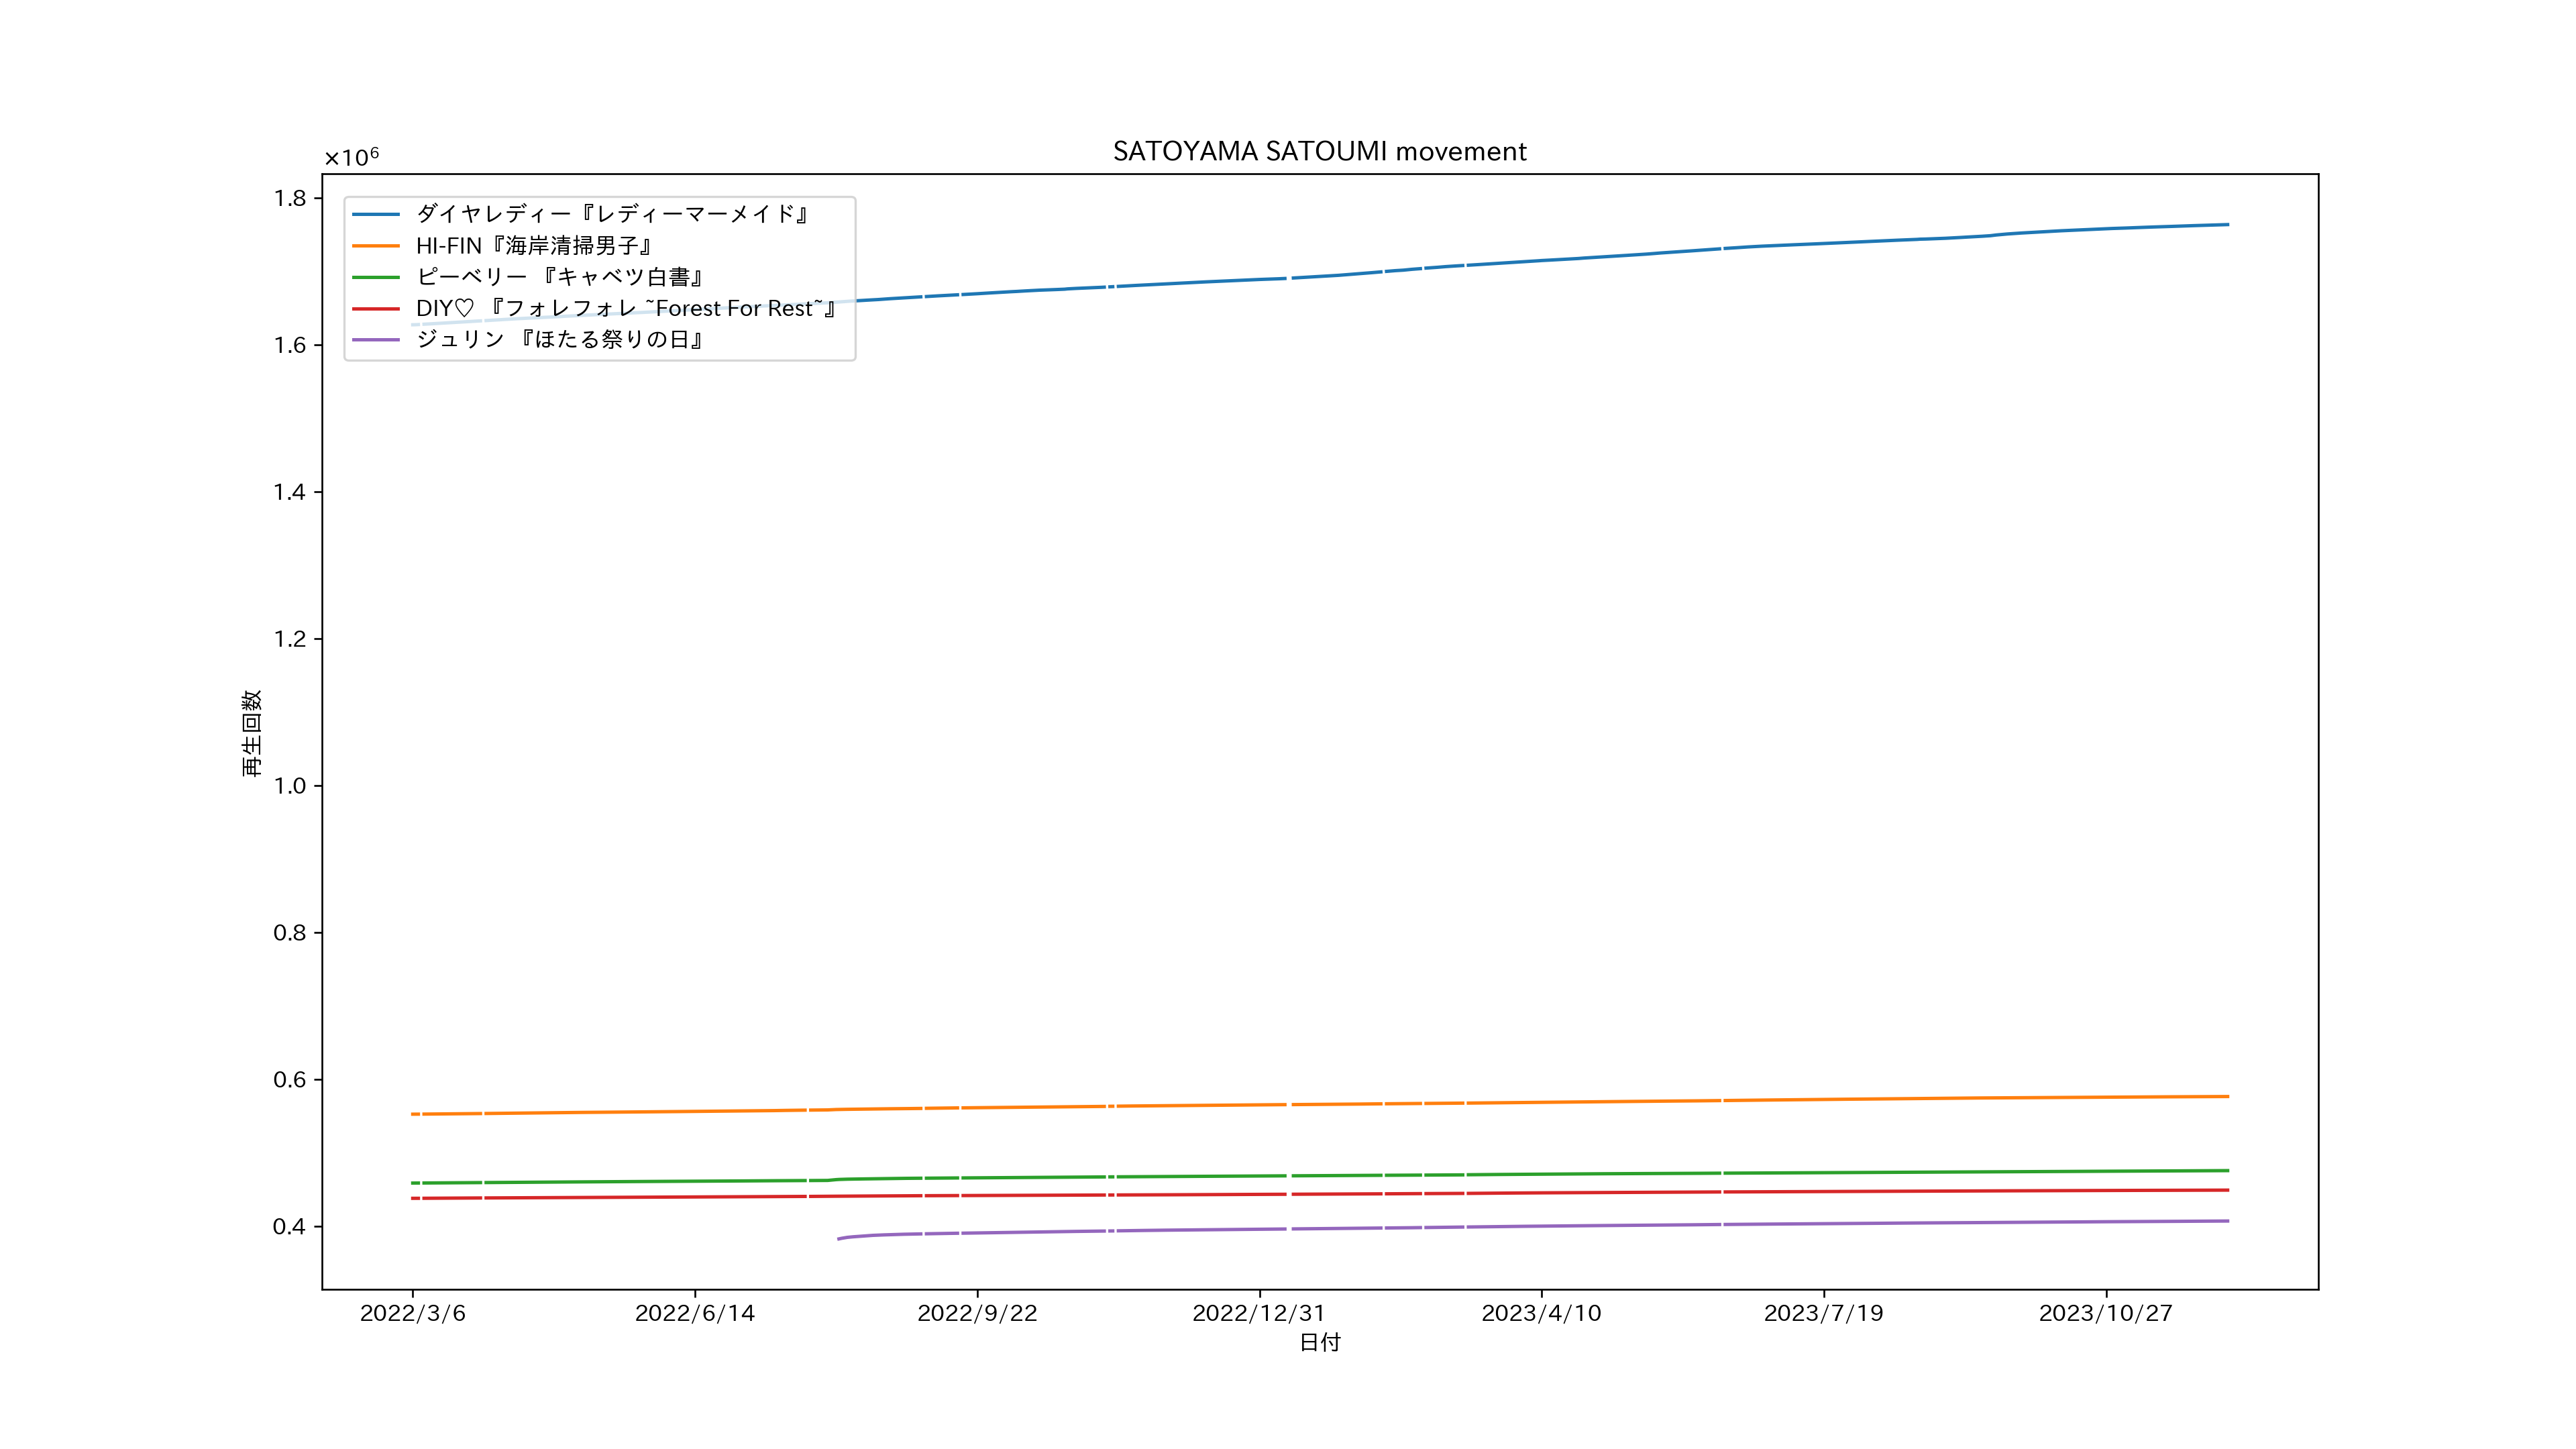 SATOYAMA SATOUMI movement
×10⁶
1.8
1.6
1.4
1.2
1.0
0.8
0.6
0.4
再生回数
ダイヤレディー『レディーマーメイド』
HI-FIN『海岸清掃男子』
ピーベリー 『キャベツ白書』
DIY♡ 『フォレフォレ ~Forest For Rest~』
ジュリン 『ほたる祭りの日』
2022/3/6
2022/6/14
2022/9/22
2022/12/31
2023/4/10
2023/7/19
2023/10/27
日付